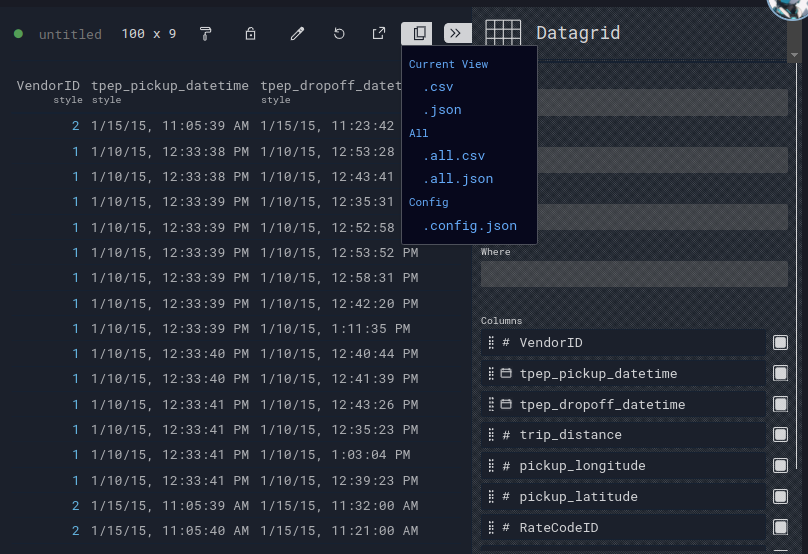 untitled 100 x 9 Datagrid
Current View
.csv
.json
All
.all.csv
.all.json
Config
.config.json
VendorID tpep_pickup_datetime tpep_dropoff_datet
style style style
2 1/15/15, 11:05:39 AM 1/15/15, 11:23:42
1 1/10/15, 12:33:38 PM 1/10/15, 12:53:28
1 1/10/15, 12:33:38 PM 1/10/15, 12:43:41
1 1/10/15, 12:33:39 PM 1/10/15, 12:35:31
1 1/10/15, 12:33:39 PM 1/10/15, 12:52:58
1 1/10/15, 12:33:39 PM 1/10/15, 12:53:52 PM
1 1/10/15, 12:33:39 PM 1/10/15, 12:58:31 PM
1 1/10/15, 12:33:39 PM 1/10/15, 12:42:20 PM
1 1/10/15, 12:33:39 PM 1/10/15, 1:11:35 PM
1 1/10/15, 12:33:40 PM 1/10/15, 12:40:44 PM
1 1/10/15, 12:33:40 PM 1/10/15, 12:41:39 PM
1 1/10/15, 12:33:41 PM 1/10/15, 12:43:26 PM
1 1/10/15, 12:33:41 PM 1/10/15, 12:35:23 PM
1 1/10/15, 12:33:41 PM 1/10/15, 1:03:04 PM
1 1/10/15, 12:33:41 PM 1/10/15, 12:39:23 PM
2 1/15/15, 11:05:39 AM 1/15/15, 11:32:00 AM
2 1/15/15, 11:05:40 AM 1/15/15, 11:21:00 AM
Where
Columns
# VendorID
tpep_pickup_datetime
tpep_dropoff_datetime
# trip_distance
# pickup_longitude
# pickup_latitude
# RateCodeID